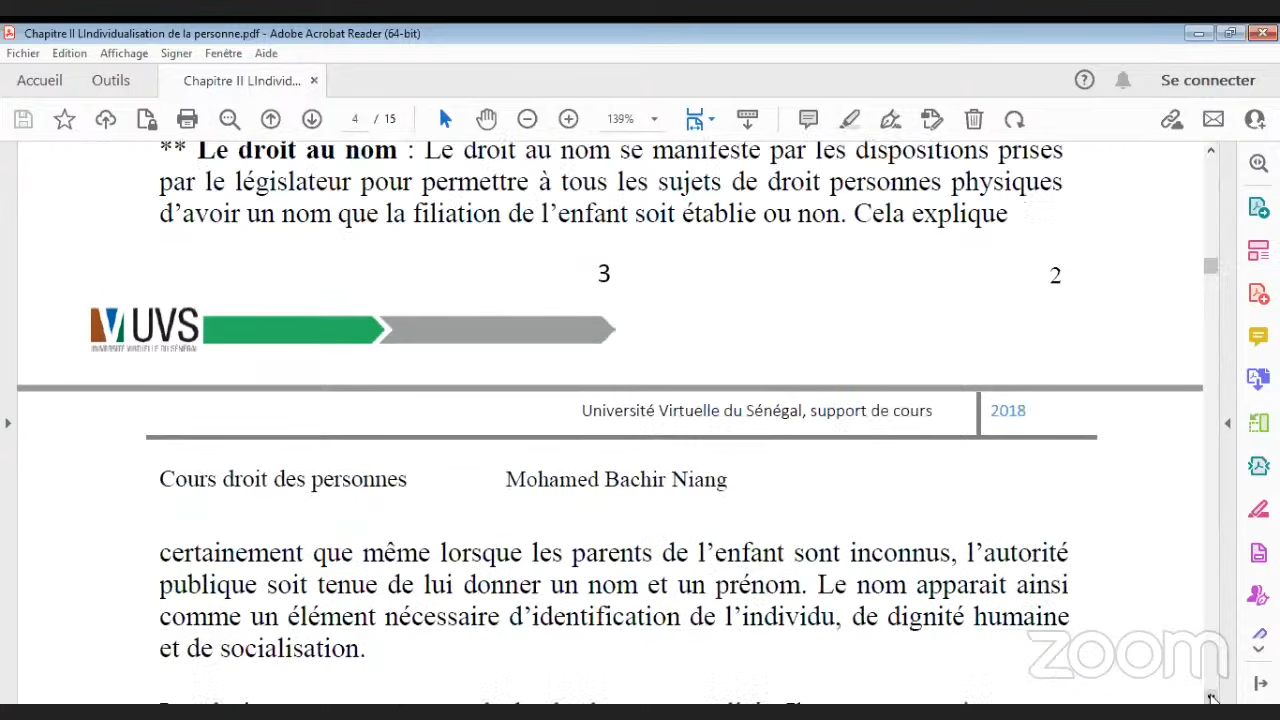 Chapitre II LIndividualisation de la personne.pdf - Adobe Acrobat Reader (64-bit)
Fichier Edition Affichage Signer Fenêtre Aide
Accueil Outils Chapitre II LIndivid... × Se connecter
4 / 15 139%
** Le droit au nom : Le droit au nom se manifeste par les dispositions prises
par le législateur pour permettre à tous les sujets de droit personnes physiques
d’avoir un nom que la filiation de l’enfant soit établie ou non. Cela explique
3 2
UVS
UNIVERSITÉ VIRTUELLE DU SÉNÉGAL
Université Virtuelle du Sénégal, support de cours 2018
Cours droit des personnes Mohamed Bachir Niang
certainement que même lorsque les parents de l’enfant sont inconnus, l’autorité
publique soit tenue de lui donner un nom et un prénom. Le nom apparait ainsi
comme un élément nécessaire d’identification de l’individu, de dignité humaine
et de socialisation.
zoom